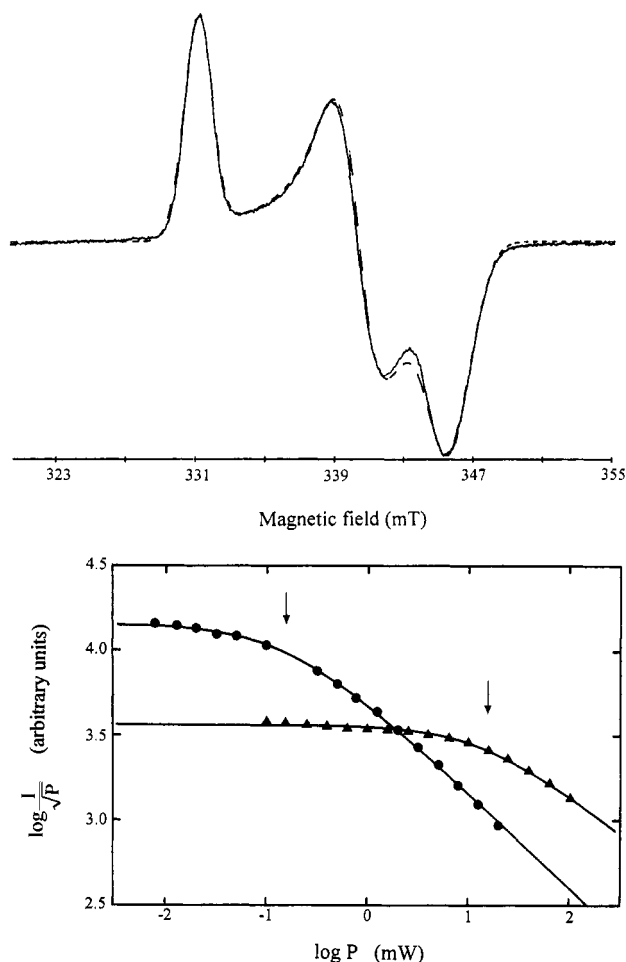 323 331 339 347 355
Magnetic field (mT)
4.5
4.0
3.5
3.0
2.5
log I/√P (arbitrary units)
-2 -1 0 1 2
log P (mW)